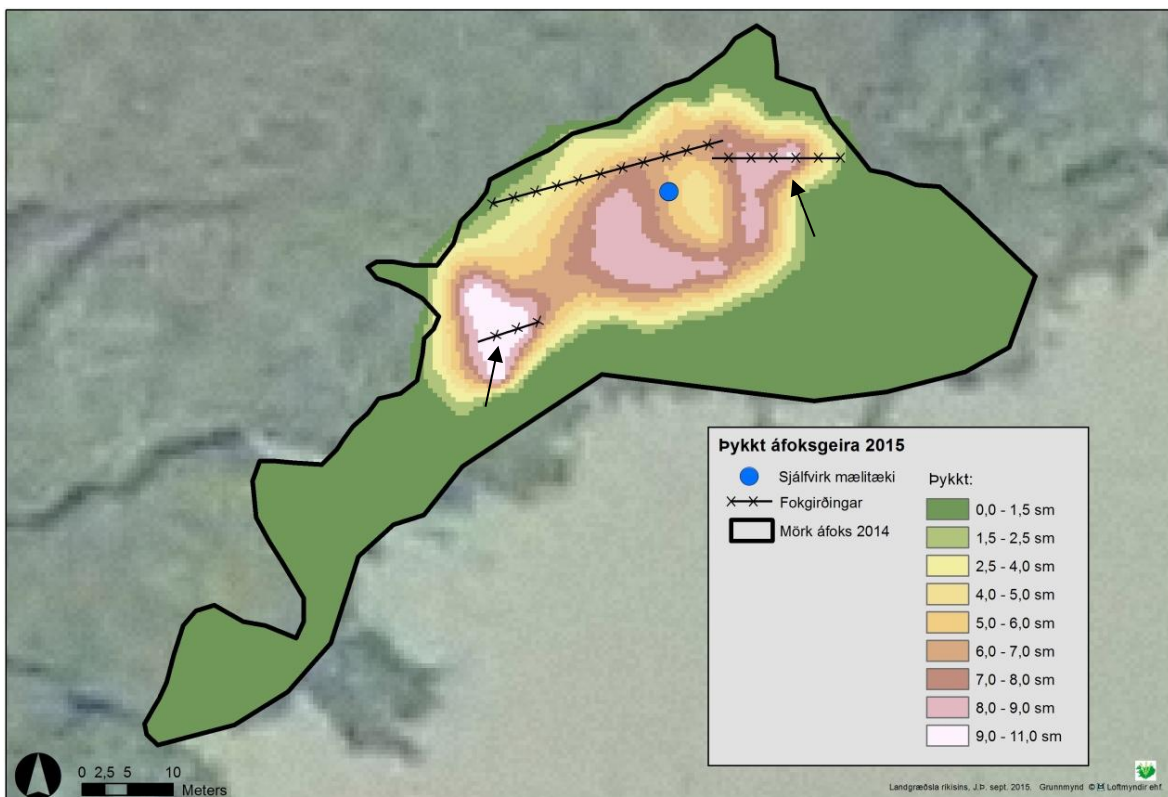 Þykkt áfoksgeira 2015
Sjálfvirk mælitæki
Fokgirðingar
Mörk áfoks 2014
Þykkt:
0,0 - 1,5 sm
1,5 - 2,5 sm
2,5 - 4,0 sm
4,0 - 5,0 sm
5,0 - 6,0 sm
6,0 - 7,0 sm
7,0 - 8,0 sm
8,0 - 9,0 sm
9,0 - 11,0 sm
0 2,5 5 10
Meters
Landgræðsla ríkisins, J.Þ. sept. 2015. Grunnmynd © Loftmyndir ehf